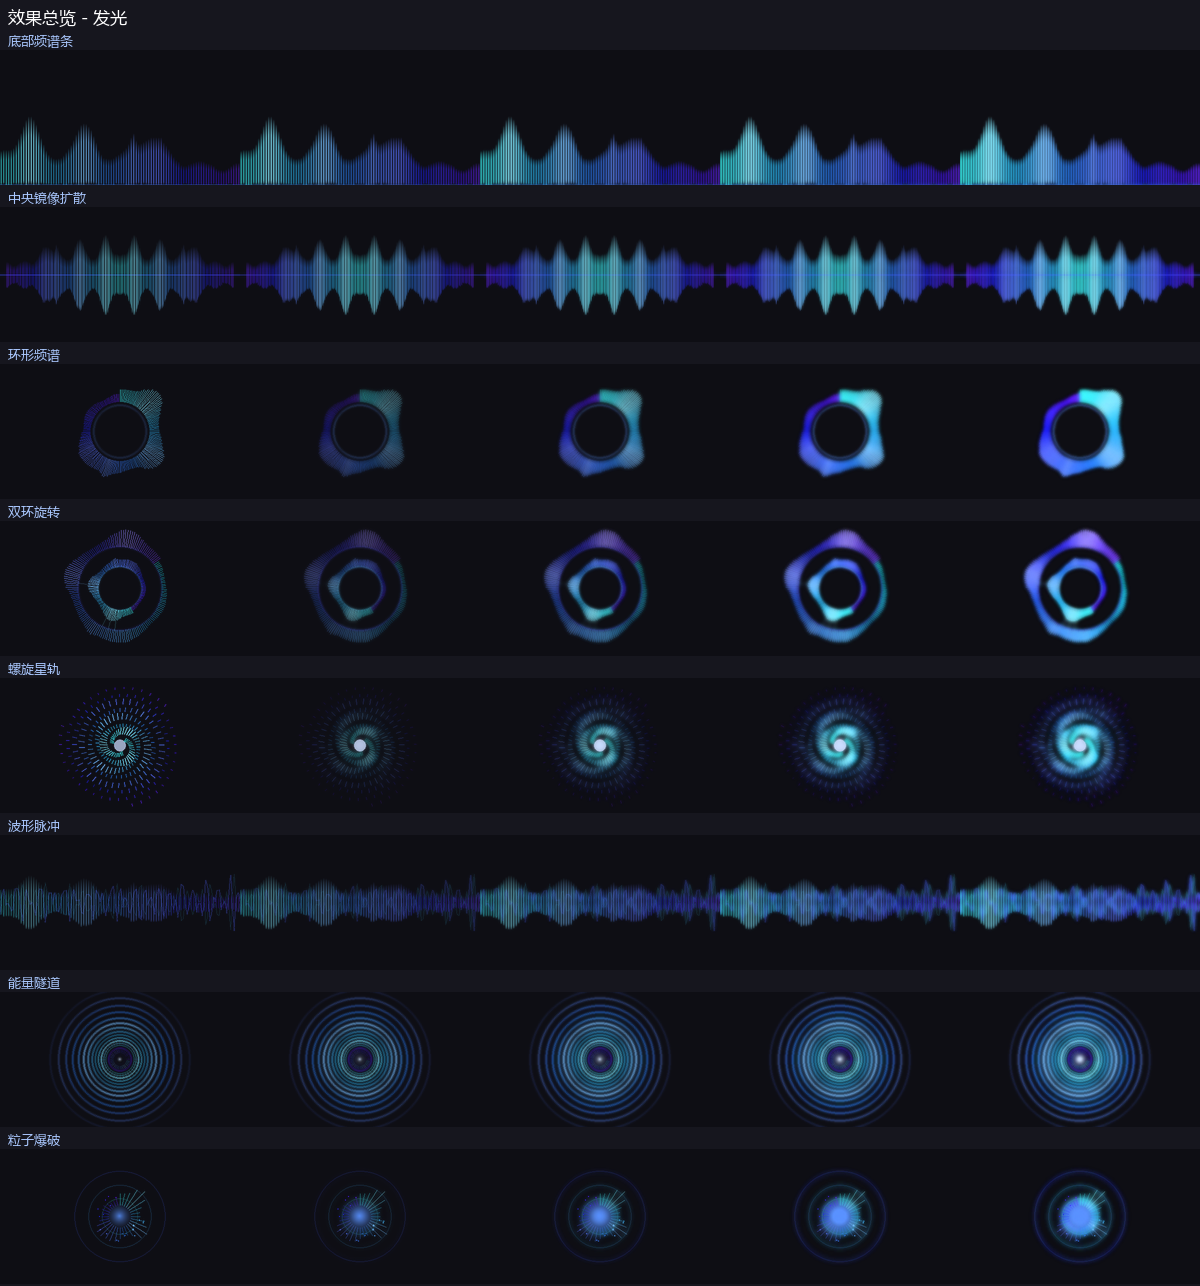 效果总览 - 发光
底部频谱条
中央镜像扩散
环形频谱
双环旋转
螺旋星轨
波形脉冲
能量隧道
粒子爆破